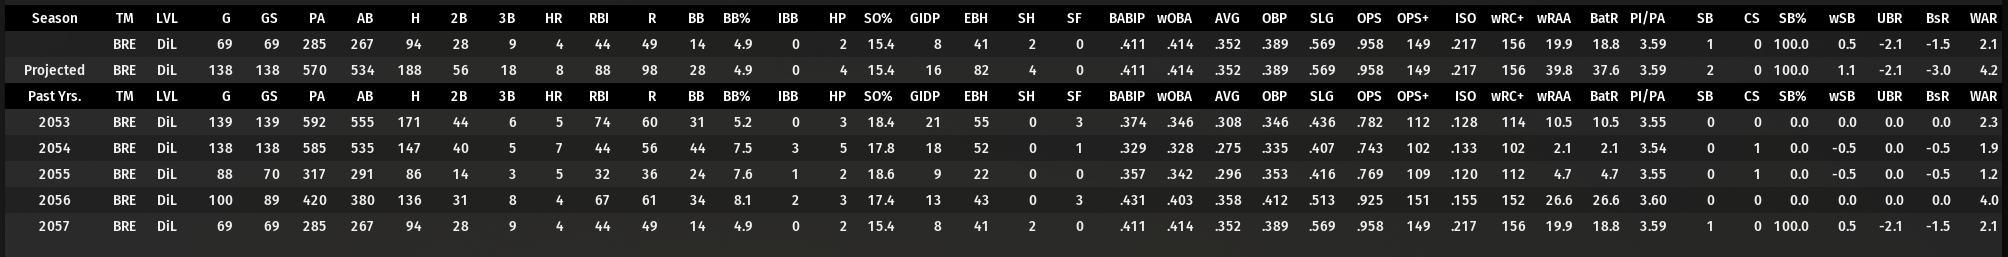 Season TM LVL G GS PA AB H 2B 3B HR RBI R BB BB% IBB HP SO% GIDP EBH SH SF BABIP wOBA AVG OBP SLG OPS OPS+ ISO wRC+ wRAA BatR PI/PA SB CS SB% wSB UBR BsR WAR
BRE DiL 69 69 285 267 94 28 9 4 44 49 14 4.9 0 2 15.4 8 41 2 0 .411 .414 .352 .389 .569 .958 149 .217 156 19.9 18.8 3.59 1 0 100.0 0.5 -2.1 -1.5 2.1
Projected BRE DiL 138 138 570 534 188 56 18 8 88 98 28 4.9 0 4 15.4 16 82 4 0 .411 .414 .352 .389 .569 .958 149 .217 156 39.8 37.6 3.59 2 0 100.0 1.1 -2.1 -3.0 4.2
Past Yrs. TM LVL G GS PA AB H 2B 3B HR RBI R BB BB% IBB HP SO% GIDP EBH SH SF BABIP wOBA AVG OBP SLG OPS OPS+ ISO wRC+ wRAA BatR PI/PA SB CS SB% wSB UBR BsR WAR
2053 BRE DiL 139 139 592 555 171 44 6 5 74 60 31 5.2 0 3 18.4 21 55 0 3 .374 .346 .308 .346 .436 .782 112 .128 114 10.5 10.5 3.55 0 0 0.0 0.0 0.0 0.0 2.3
2054 BRE DiL 138 138 585 535 147 40 5 7 44 56 44 7.5 3 5 17.8 18 52 0 1 .329 .328 .275 .335 .407 .743 102 .133 102 2.1 2.1 3.54 0 1 0.0 -0.5 0.0 -0.5 1.9
2055 BRE DiL 88 70 317 291 86 14 3 5 32 36 24 7.6 1 2 18.6 9 22 0 0 .357 .342 .296 .353 .416 .769 109 .120 112 4.7 4.7 3.55 0 1 0.0 -0.5 0.0 -0.5 1.2
2056 BRE DiL 100 89 420 380 136 31 8 4 67 61 34 8.1 2 3 17.4 13 43 0 3 .431 .403 .358 .412 .513 .925 151 .155 152 26.6 26.6 3.60 0 0 0.0 0.0 0.0 0.0 4.0
2057 BRE DiL 69 69 285 267 94 28 9 4 44 49 14 4.9 0 2 15.4 8 41 2 0 .411 .414 .352 .389 .569 .958 149 .217 156 19.9 18.8 3.59 1 0 100.0 0.5 -2.1 -1.5 2.1